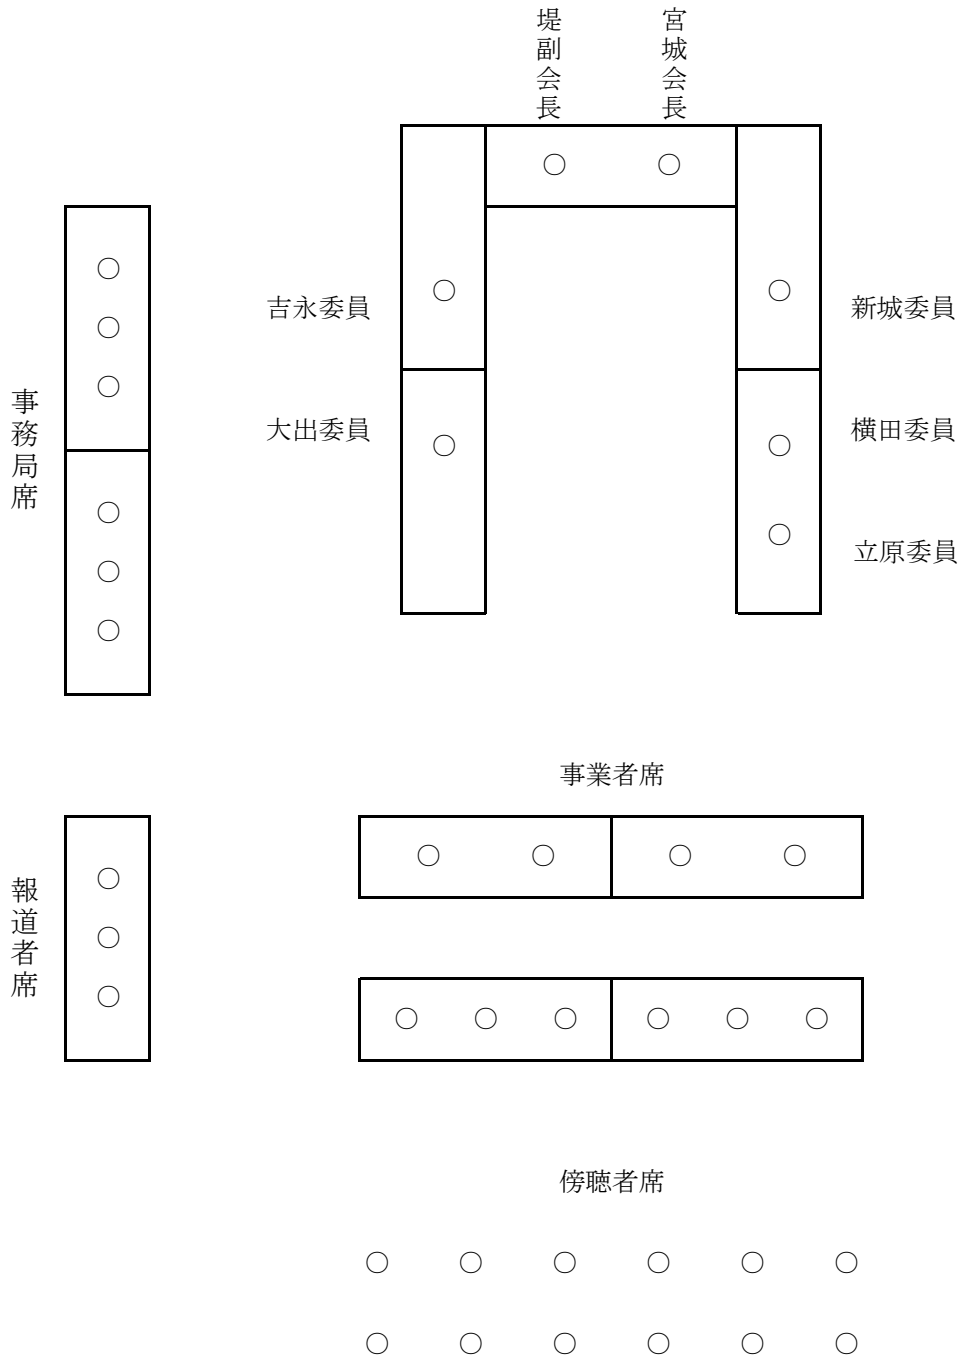 堤副会長
宮城会長
吉永委員
新城委員
大出委員
横田委員
立原委員
事務局席
事業者席
報道者席
傍聴者席